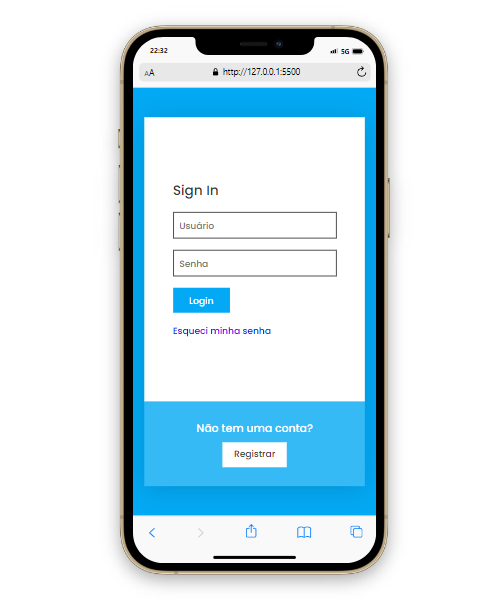 22:32
5G
AA
http://127.0.0.1:5500
Sign In
Usuário
Senha
Login
Esqueci minha senha
Não tem uma conta?
Registrar